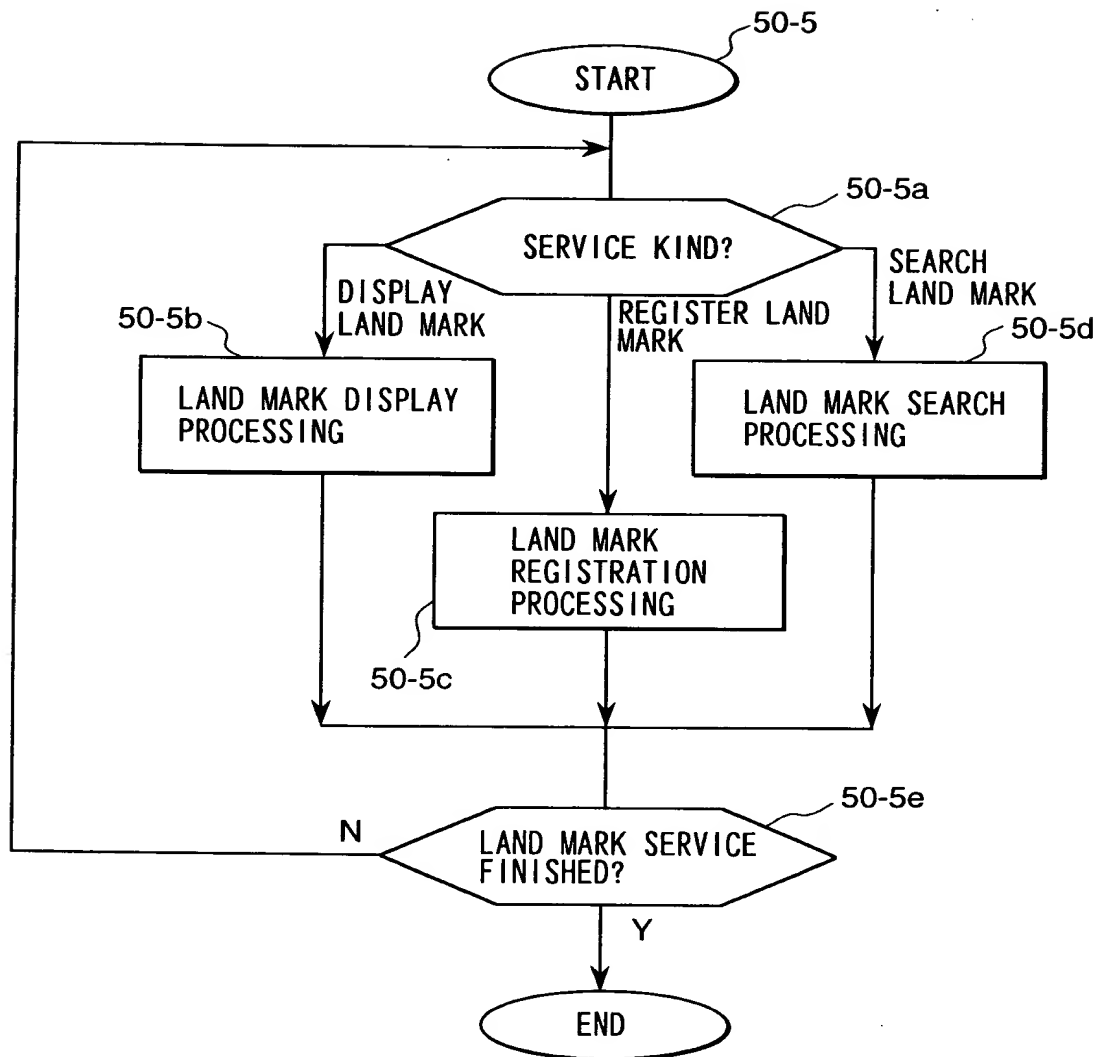 50-5
START
50-5a
SERVICE KIND?
DISPLAY
LAND MARK
REGISTER LAND
MARK
SEARCH
LAND MARK
50-5b
50-5d
LAND MARK DISPLAY
PROCESSING
LAND MARK SEARCH
PROCESSING
LAND MARK
REGISTRATION
PROCESSING
50-5c
50-5e
N
LAND MARK SERVICE
FINISHED?
Y
END